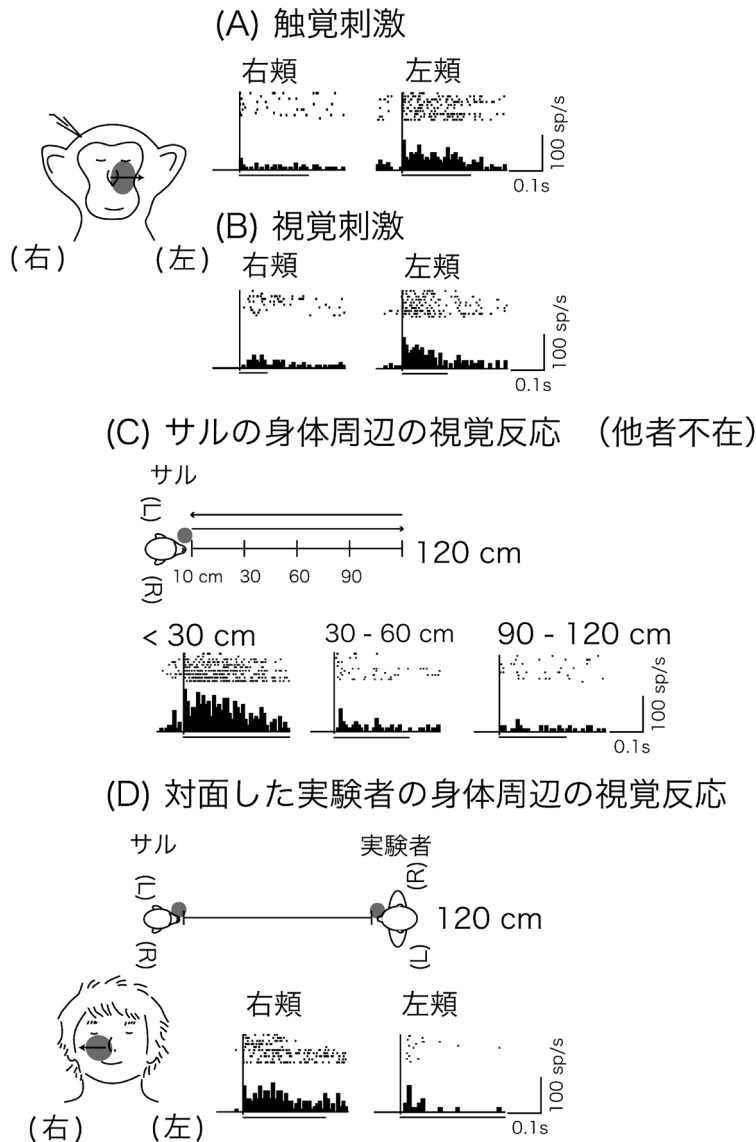 (A) 触覚刺激
右頬 左頬
100 sp/s
0.1s
(右) (左)
(B) 視覚刺激
右頬 左頬
100 sp/s
0.1s
(C) サルの身体周辺の視覚反応 （他者不在）
サル
(L)
(R)
10 cm 30 60 90 120 cm
< 30 cm 30 - 60 cm 90 - 120 cm
100 sp/s
0.1s
(D) 対面した実験者の身体周辺の視覚反応
サル 実験者
(L) (R)
120 cm
(R) (L)
右頬 左頬
100 sp/s
0.1s
(右) (左)